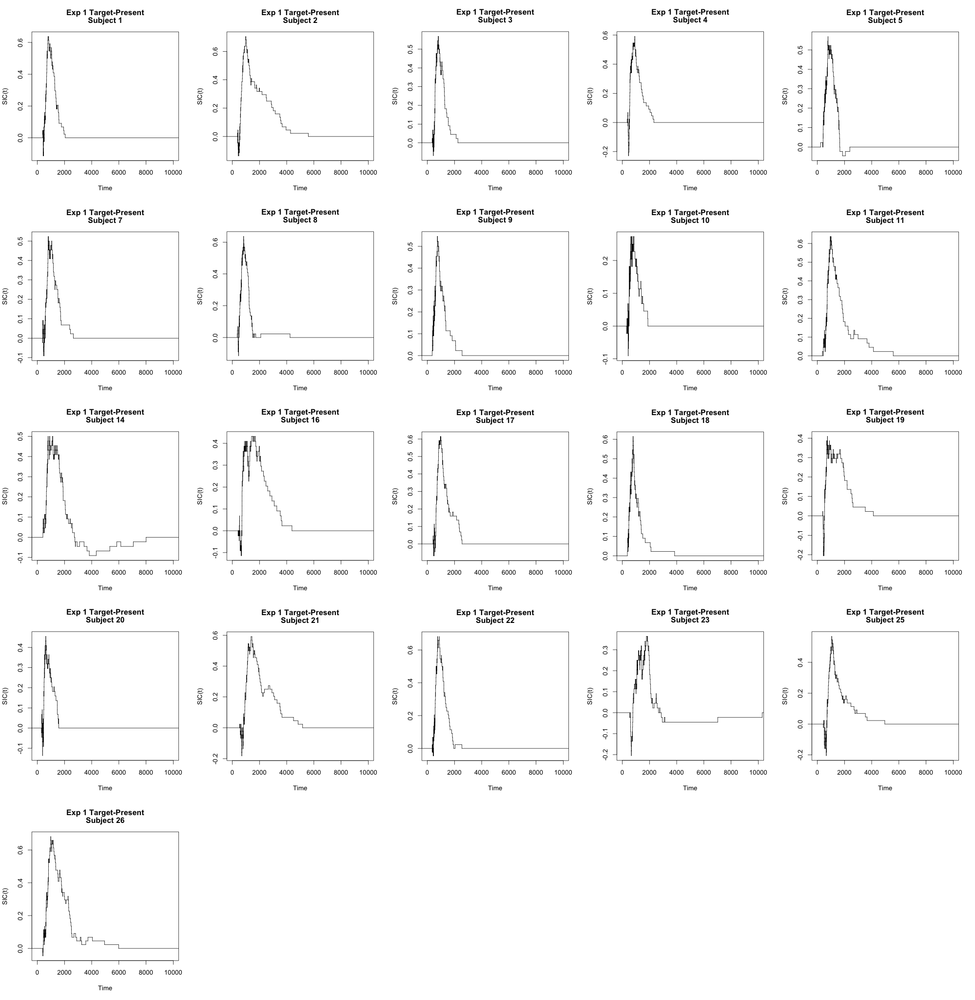 Exp 1 Target-Present
Subject 1
SIC(t)
0.0 0.2 0.4 0.6
0 2000 4000 6000 8000 10000
Time
Exp 1 Target-Present
Subject 2
SIC(t)
0.0 0.2 0.4 0.6
0 2000 4000 6000 8000 10000
Time
Exp 1 Target-Present
Subject 3
SIC(t)
0.0 0.1 0.2 0.3 0.4 0.5
0 2000 4000 6000 8000 10000
Time
Exp 1 Target-Present
Subject 4
SIC(t)
-0.2 0.0 0.2 0.4 0.6
0 2000 4000 6000 8000 10000
Time
Exp 1 Target-Present
Subject 5
SIC(t)
0.0 0.1 0.2 0.3 0.4 0.5
0 2000 4000 6000 8000 10000
Time
Exp 1 Target-Present
Subject 7
SIC(t)
-0.1 0.0 0.1 0.2 0.3 0.4 0.5
0 2000 4000 6000 8000 10000
Time
Exp 1 Target-Present
Subject 8
SIC(t)
0.0 0.2 0.4 0.6
0 2000 4000 6000 8000 10000
Time
Exp 1 Target-Present
Subject 9
SIC(t)
0.0 0.1 0.2 0.3 0.4 0.5
0 2000 4000 6000 8000 10000
Time
Exp 1 Target-Present
Subject 10
SIC(t)
-0.1 0.0 0.1 0.2
0 2000 4000 6000 8000 10000
Time
Exp 1 Target-Present
Subject 11
SIC(t)
0.0 0.1 0.2 0.3 0.4 0.5 0.6
0 2000 4000 6000 8000 10000
Time
Exp 1 Target-Present
Subject 14
SIC(t)
-0.1 0.0 0.1 0.2 0.3 0.4 0.5
0 2000 4000 6000 8000 10000
Time
Exp 1 Target-Present
Subject 16
SIC(t)
-0.1 0.0 0.1 0.2 0.3 0.4
0 2000 4000 6000 8000 10000
Time
Exp 1 Target-Present
Subject 17
SIC(t)
0.0 0.1 0.2 0.3 0.4 0.5 0.6
0 2000 4000 6000 8000 10000
Time
Exp 1 Target-Present
Subject 18
SIC(t)
0.0 0.1 0.2 0.3 0.4 0.5 0.6
0 2000 4000 6000 8000 10000
Time
Exp 1 Target-Present
Subject 19
SIC(t)
-0.2 -0.1 0.0 0.1 0.2 0.3 0.4
0 2000 4000 6000 8000 10000
Time
Exp 1 Target-Present
Subject 20
SIC(t)
-0.1 0.0 0.1 0.2 0.3 0.4
0 2000 4000 6000 8000 10000
Time
Exp 1 Target-Present
Subject 21
SIC(t)
-0.2 0.0 0.2 0.4 0.6
0 2000 4000 6000 8000 10000
Time
Exp 1 Target-Present
Subject 22
SIC(t)
0.0 0.2 0.4 0.6
0 2000 4000 6000 8000 10000
Time
Exp 1 Target-Present
Subject 23
SIC(t)
-0.2 -0.1 0.0 0.1 0.2 0.3
0 2000 4000 6000 8000 10000
Time
Exp 1 Target-Present
Subject 25
SIC(t)
-0.2 0.0 0.2 0.4
0 2000 4000 6000 8000 10000
Time
Exp 1 Target-Present
Subject 26
SIC(t)
0.0 0.2 0.4 0.6
0 2000 4000 6000 8000 10000
Time